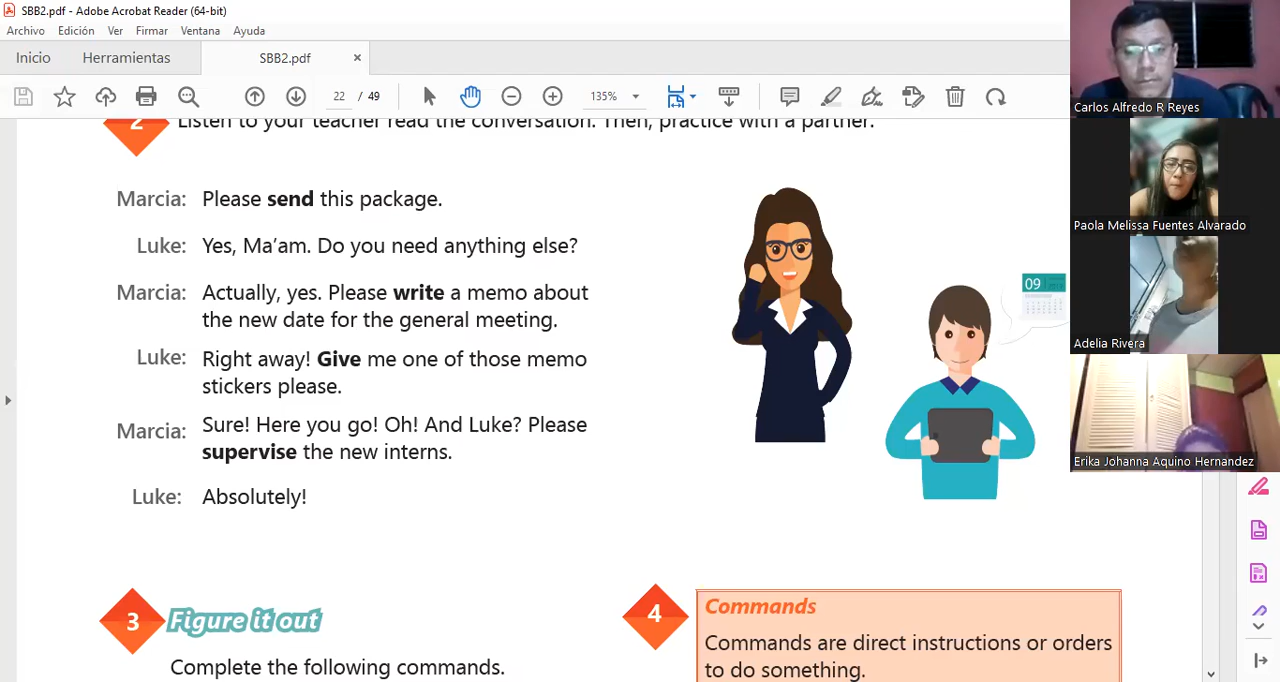 SBB2.pdf - Adobe Acrobat Reader (64-bit)
Archivo Edición Ver Firmar Ventana Ayuda
Inicio Herramientas SBB2.pdf ×
22 / 49 135%
2 Listen to your teacher read the conversation. Then, practice with a partner.
Marcia: Please send this package.
Luke: Yes, Ma'am. Do you need anything else?
Marcia: Actually, yes. Please write a memo about
the new date for the general meeting.
Luke: Right away! Give me one of those memo
stickers please.
Marcia: Sure! Here you go! Oh! And Luke? Please
supervise the new interns.
Luke: Absolutely!
09
3 Figure it out
Complete the following commands.
4 Commands
Commands are direct instructions or orders
to do something.
Carlos Alfredo R Reyes
Paola Melissa Fuentes Alvarado
Adelia Rivera
Erika Johanna Aquino Hernandez